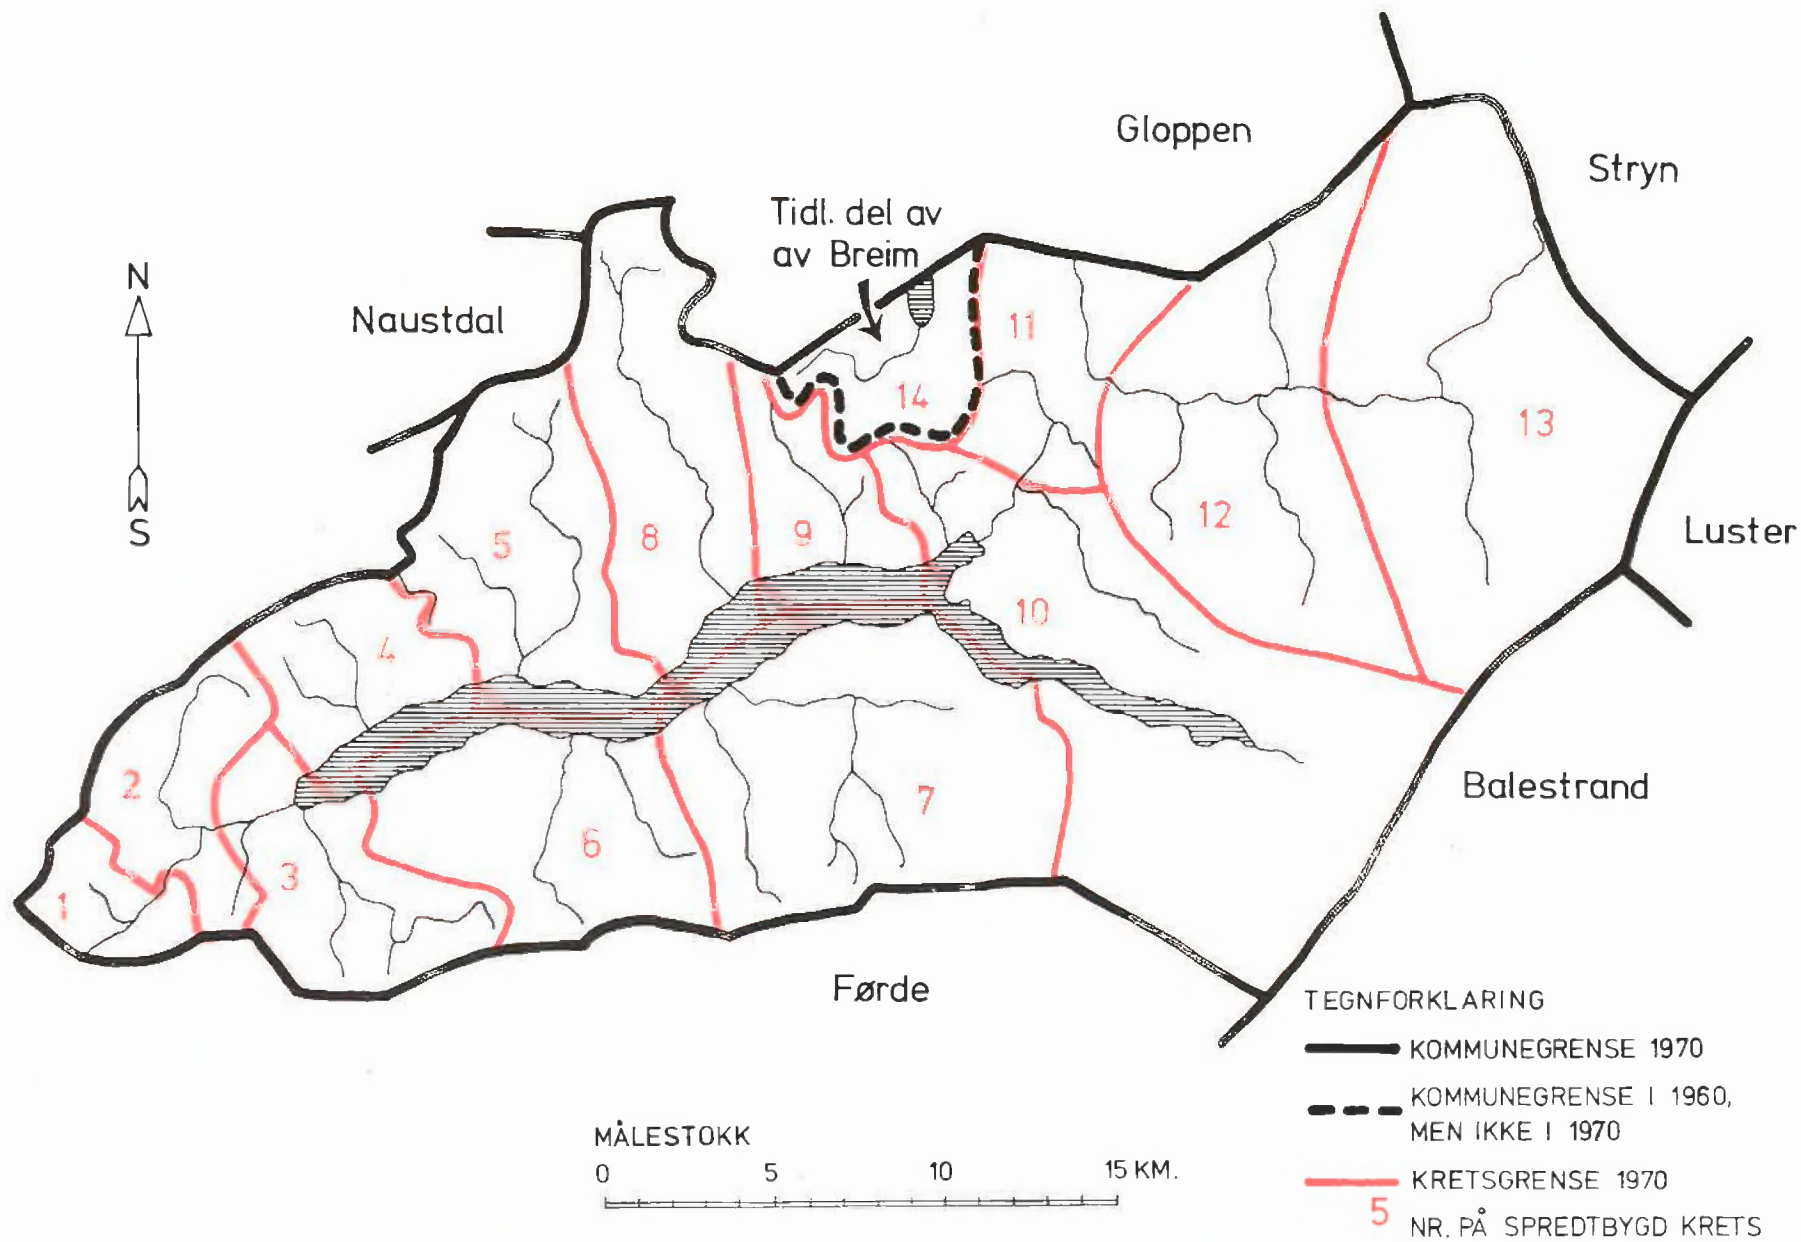 Gloppen
Stryn
Tidl. del av
av Breim
N
Naustdal
S
11
14
13
12
5
8
9
Luster
10
4
2
7
Balestrand
6
3
1
Førde
TEGNFORKLARING
KOMMUNEGRENSE 1970
KOMMUNEGRENSE I 1960,
MEN IKKE I 1970
KRETSGRENSE 1970
5 NR. PÅ SPREDTBYGD KRETS
MÅLESTOKK
0 5 10 15 KM.